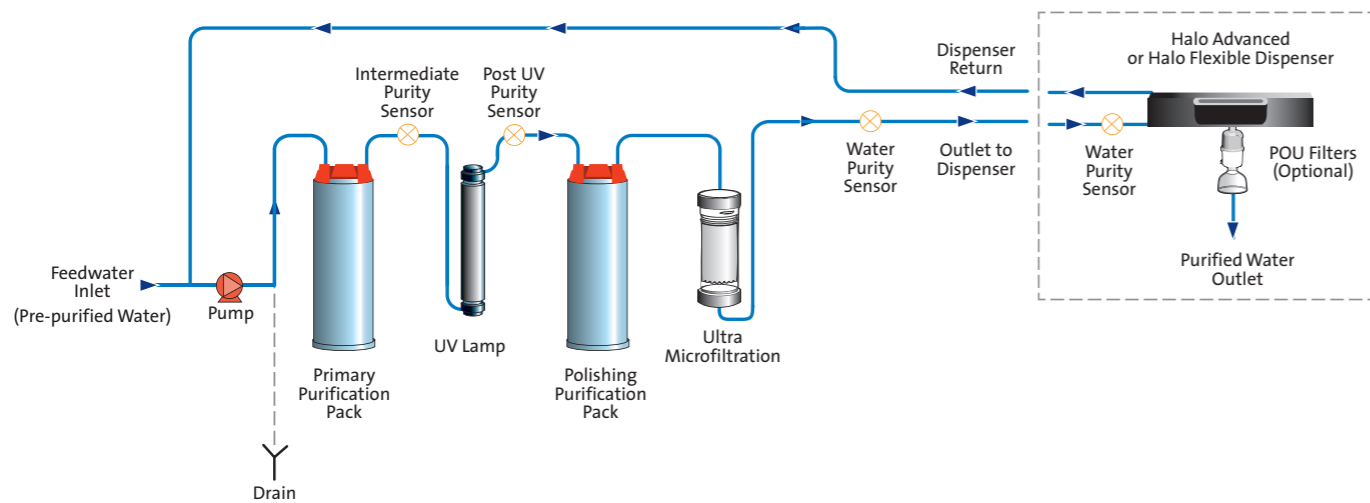 Feedwater
Inlet
(Pre-purified Water)
Pump
Drain
Primary
Purification
Pack
Intermediate
Purity
Sensor
UV Lamp
Post UV
Purity
Sensor
Polishing
Purification
Pack
Ultra
Microfiltration
Water
Purity
Sensor
Dispenser
Return
Outlet to
Dispenser
Halo Advanced
or Halo Flexible Dispenser
Water
Purity
Sensor
POU Filters
(Optional)
Purified Water
Outlet